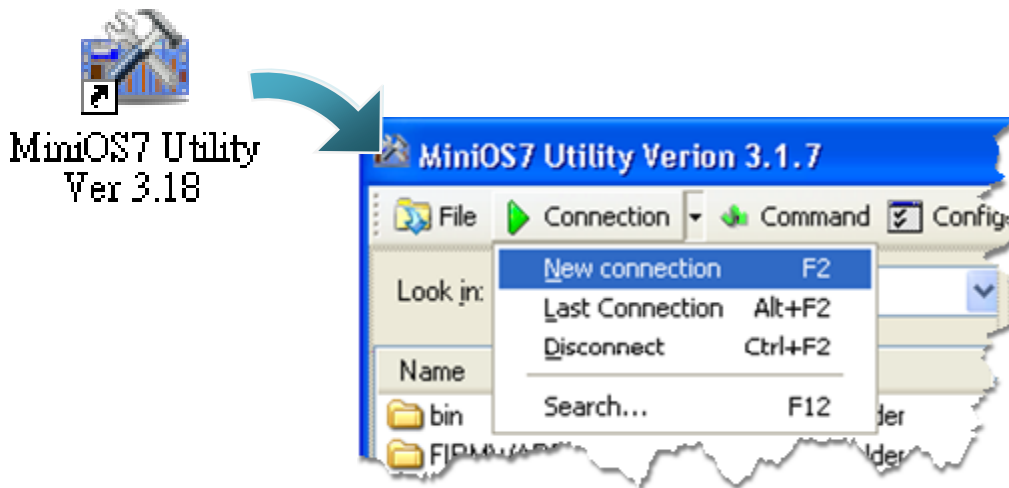 MiniOS7 Utility
Ver 3.18
MiniOS7 Utility Verion 3.1.7
File Connection Command Config
Look in:
New connection F2
Last Connection Alt+F2
Disconnect Ctrl+F2
Search... F12
Name
bin